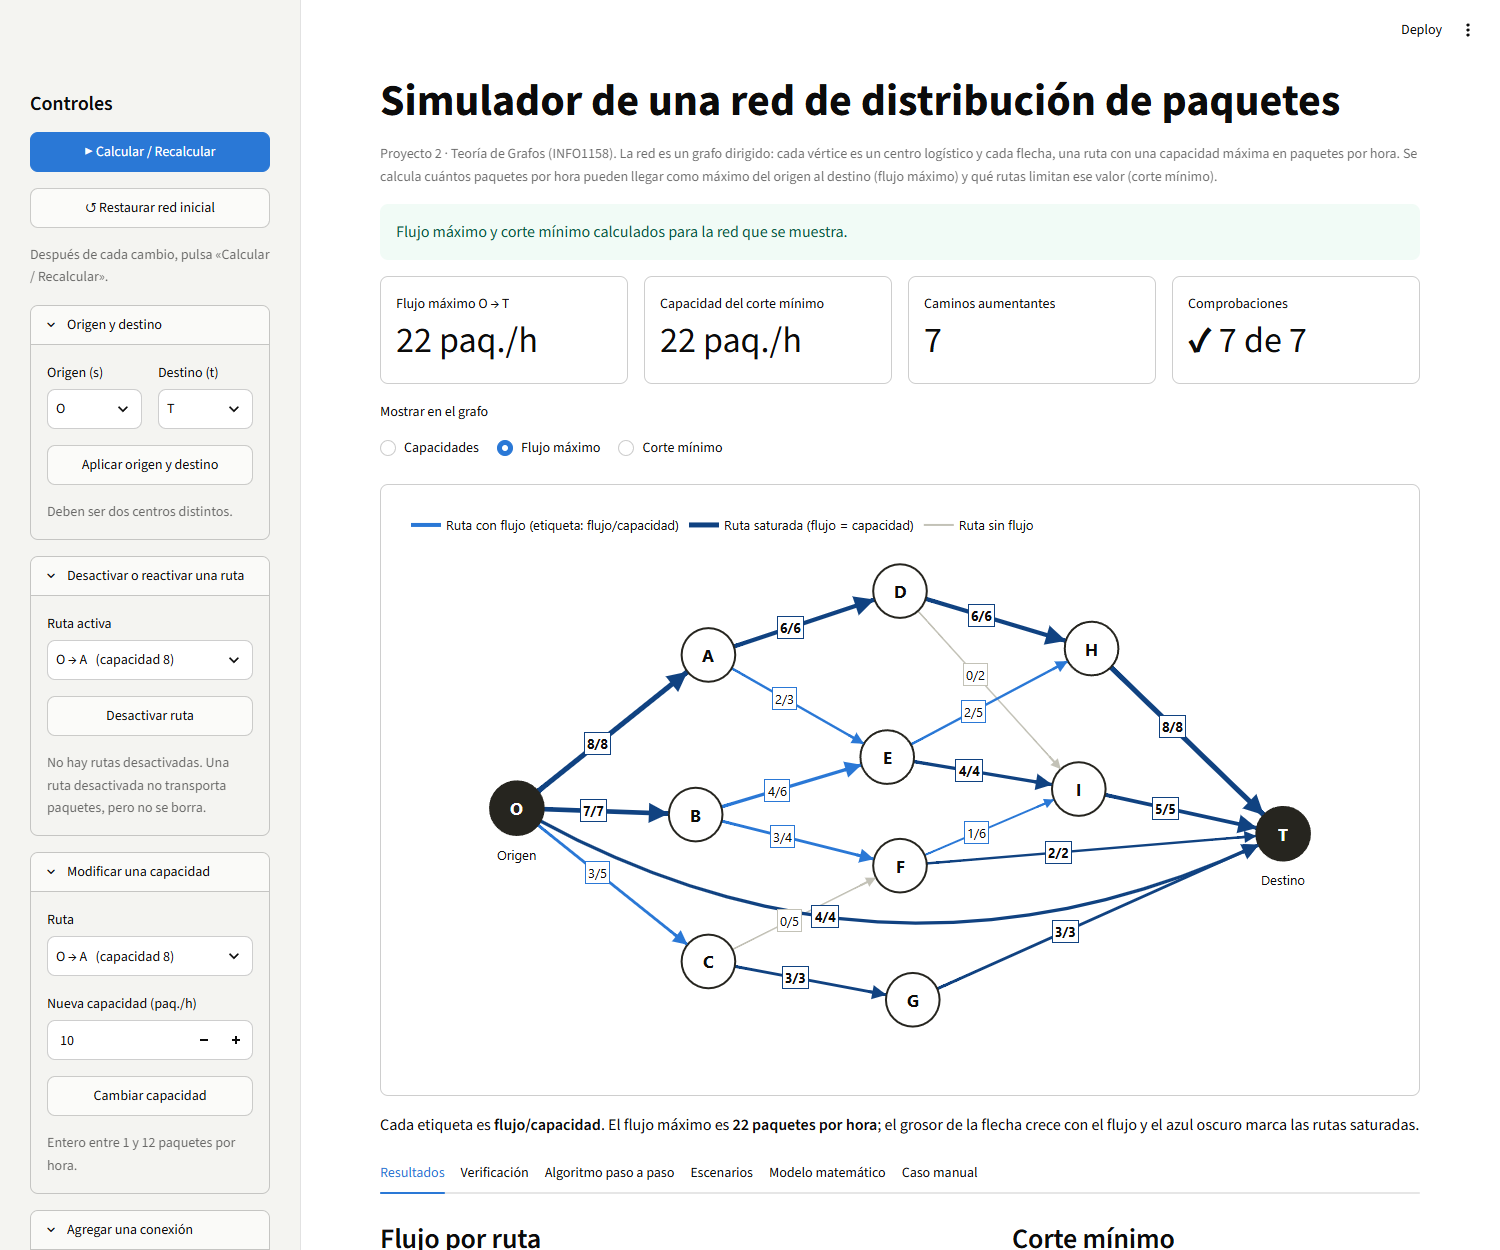 Deploy
Controles
▸ Calcular / Recalcular
↺ Restaurar red inicial
Después de cada cambio, pulsa «Calcular
/ Recalcular».
Origen y destino
Origen (s)
Destino (t)
O
T
Aplicar origen y destino
Deben ser dos centros distintos.
Desactivar o reactivar una ruta
Ruta activa
O → A (capacidad 8)
Desactivar ruta
No hay rutas desactivadas. Una
ruta desactivada no transporta
paquetes, pero no se borra.
Modificar una capacidad
Ruta
O → A (capacidad 8)
Nueva capacidad (paq./h)
10
Cambiar capacidad
Entero entre 1 y 12 paquetes por
hora.
Agregar una conexión
Simulador de una red de distribución de paquetes
Proyecto 2 · Teoría de Grafos (INFO1158). La red es un grafo dirigido: cada vértice es un centro logístico y cada flecha, una ruta con una capacidad máxima en paquetes por hora. Se
calcula cuántos paquetes por hora pueden llegar como máximo del origen al destino (flujo máximo) y qué rutas limitan ese valor (corte mínimo).
Flujo máximo y corte mínimo calculados para la red que se muestra.
Flujo máximo O → T
22 paq./h
Capacidad del corte mínimo
22 paq./h
Caminos aumentantes
7
Comprobaciones
✓ 7 de 7
Mostrar en el grafo
Capacidades
Flujo máximo
Corte mínimo
Ruta con flujo (etiqueta: flujo/capacidad)
Ruta saturada (flujo = capacidad)
Ruta sin flujo
D
6/6
6/6
A
H
0/2
2/3
2/5
8/8
8/8
E
4/4
4/6
I
O
7/7
B
5/5
T
3/4
1/6
Origen
2/2
F
3/5
Destino
0/5
4/4
3/3
C
3/3
G
Cada etiqueta es flujo/capacidad. El flujo máximo es 22 paquetes por hora; el grosor de la flecha crece con el flujo y el azul oscuro marca las rutas saturadas.
Resultados
Verificación
Algoritmo paso a paso
Escenarios
Modelo matemático
Caso manual
Flujo por ruta
Corte mínimo